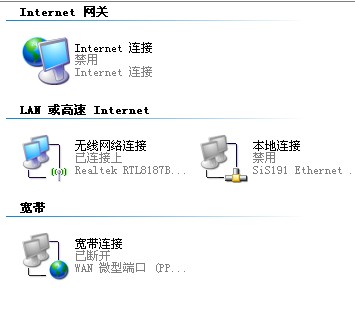 Internet 网关
Internet 连接
禁用
Internet 连接
LAN 或高速 Internet
无线网络连接
已连接上
Realtek RTL8187B...
本地连接
禁用
SiS191 Ethernet .
宽带
宽带连接
已断开
WAN 微型端口 (PP...